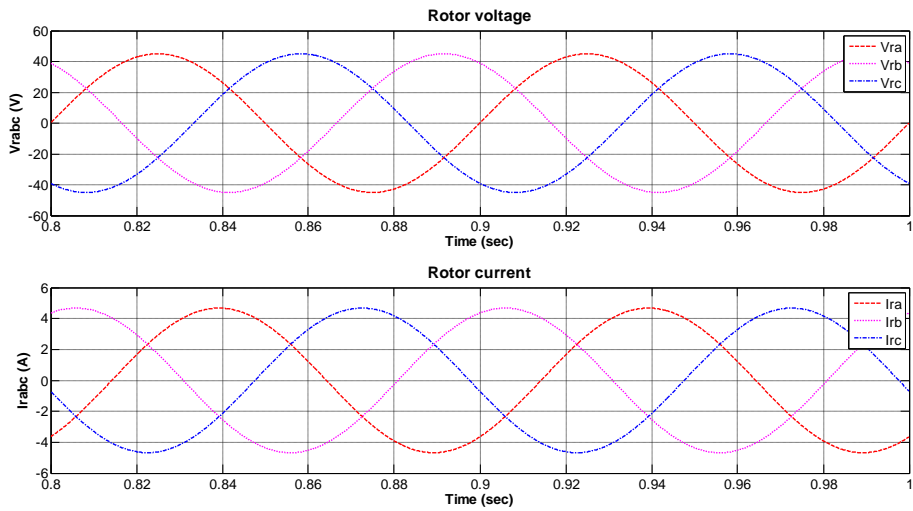 Rotor voltage
Vrabc (V)
60
40
20
0
-20
-40
-60
Vra
Vrb
Vrc
0.8 0.82 0.84 0.86 0.88 0.9 0.92 0.94 0.96 0.98 1
Time (sec)
Rotor current
Irabc (A)
6
4
2
0
-2
-4
-6
Ira
Irb
Irc
0.8 0.82 0.84 0.86 0.88 0.9 0.92 0.94 0.96 0.98 1
Time (sec)